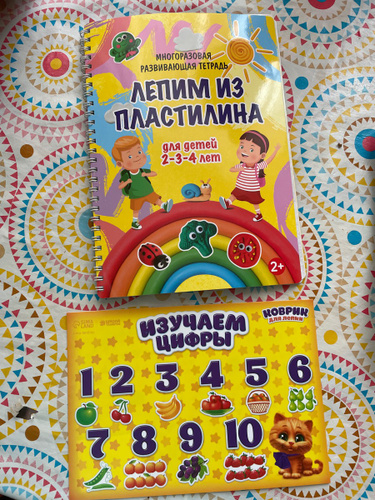 МНОГОРАЗОВАЯ
РАЗВИВАЮЩАЯ ТЕТРАДЬ
ЛЕПИМ ИЗ
ПЛАСТИЛИНА
для детей
2-3-4 лет
2+
ИЗУЧАЕМ
ЦИФРЫ
КОВРИК
ДЛЯ ЛЕПКИ
1 2 3 4 5 6
7 8 9 10